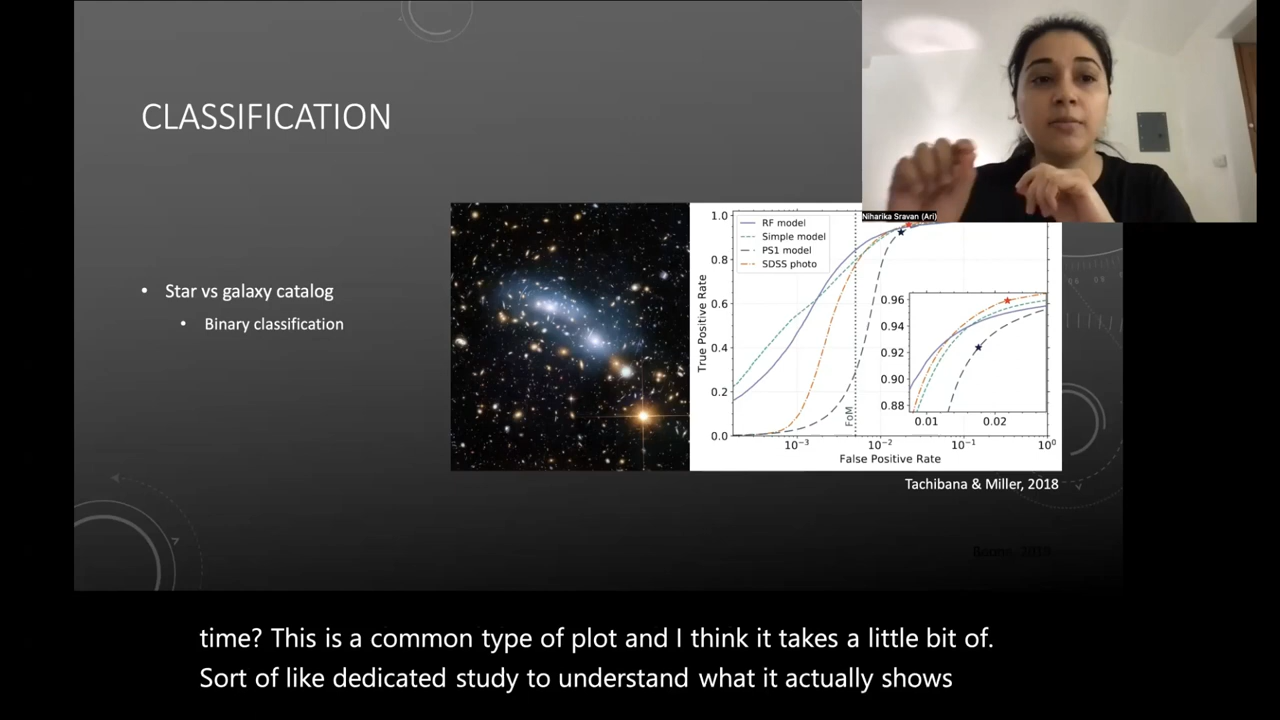 CLASSIFICATION
• Star vs galaxy catalog
• Binary classification
Niharika Sravan (Ari)
1.0
0.8
0.6
0.4
0.2
0.0
True Positive Rate
RF model
Simple model
PS1 model
SDSS photo
FoM
0.96
0.94
0.92
0.90
0.88
0.01
0.02
10⁻³
10⁻²
10⁻¹
10⁰
False Positive Rate
Tachibana & Miller, 2018
time? This is a common type of plot and I think it takes a little bit of.
Sort of like dedicated study to understand what it actually shows